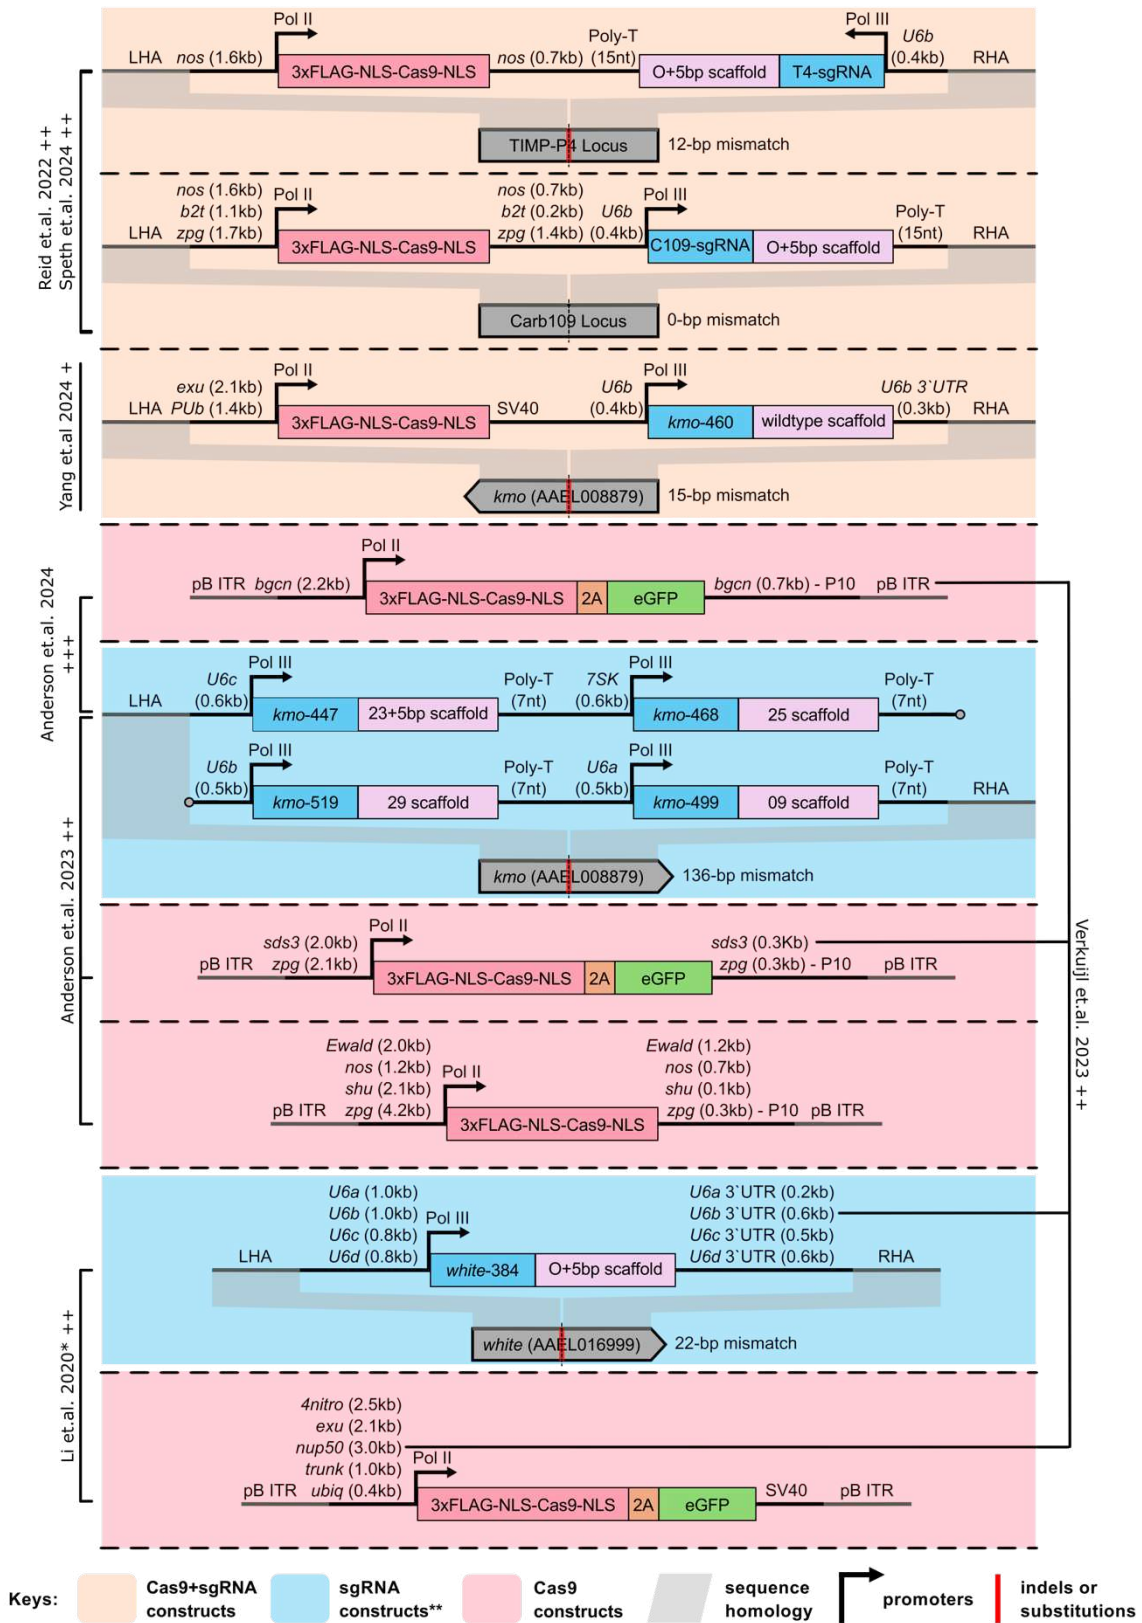 Reid et.al. 2022 ++
Speth et.al. 2024 ++
Pol II
Pol III
LHA
nos (1.6kb)
nos (0.7kb)
Poly-T
(15nt)
U6b
(0.4kb)
RHA
3xFLAG-NLS-Cas9-NLS
O+5bp scaffold
T4-sgRNA
TIMP-P4 Locus
12-bp mismatch
nos (1.6kb)
b2t (1.1kb)
zpg (1.7kb)
Pol II
nos (0.7kb)
b2t (0.2kb)
zpg (1.4kb)
U6b
(0.4kb)
Pol III
Poly-T
(15nt)
LHA
RHA
3xFLAG-NLS-Cas9-NLS
C109-sgRNA
O+5bp scaffold
Carb109 Locus
0-bp mismatch
Yang et.al 2024 +
exu (2.1kb)
PUb (1.4kb)
LHA
Pol II
SV40
U6b
(0.4kb)
Pol III
U6b 3`UTR
(0.3kb)
RHA
3xFLAG-NLS-Cas9-NLS
kmo-460
wildtype scaffold
kmo (AAEL008879)
15-bp mismatch
Anderson et.al. 2024
+++
Pol II
pB ITR
bgcn (2.2kb)
bgcn (0.7kb) - P10
pB ITR
3xFLAG-NLS-Cas9-NLS
2A
eGFP
LHA
U6c
(0.6kb)
Pol III
Poly-T
(7nt)
7SK
(0.6kb)
Pol III
Poly-T
(7nt)
kmo-447
23+5bp scaffold
kmo-468
25 scaffold
Anderson et.al. 2023 ++
U6b
(0.5kb)
Pol III
Poly-T
(7nt)
U6a
(0.5kb)
Pol III
Poly-T
(7nt)
RHA
kmo-519
29 scaffold
kmo-499
09 scaffold
kmo (AAEL008879)
136-bp mismatch
Verkuijl et.al. 2023 ++
sds3 (2.0kb)
zpg (2.1kb)
pB ITR
Pol II
sds3 (0.3Kb)
zpg (0.3kb) - P10
pB ITR
3xFLAG-NLS-Cas9-NLS
2A
eGFP
Ewald (2.0kb)
nos (1.2kb)
shu (2.1kb)
zpg (4.2kb)
pB ITR
Pol II
Ewald (1.2kb)
nos (0.7kb)
shu (0.1kb)
zpg (0.3kb) - P10
pB ITR
3xFLAG-NLS-Cas9-NLS
Li et.al. 2020* ++
U6a (1.0kb)
U6b (1.0kb)
U6c (0.8kb)
U6d (0.8kb)
LHA
Pol III
U6a 3`UTR (0.2kb)
U6b 3`UTR (0.6kb)
U6c 3`UTR (0.5kb)
U6d 3`UTR (0.6kb)
RHA
white-384
O+5bp scaffold
white (AAEL016999)
22-bp mismatch
4nitro (2.5kb)
exu (2.1kb)
nup50 (3.0kb)
trunk (1.0kb)
ubiq (0.4kb)
pB ITR
Pol II
SV40
pB ITR
3xFLAG-NLS-Cas9-NLS
2A
eGFP
Keys:
Cas9+sgRNA
constructs
sgRNA
constructs**
Cas9
constructs
sequence
homology
promoters
indels or
substitutions